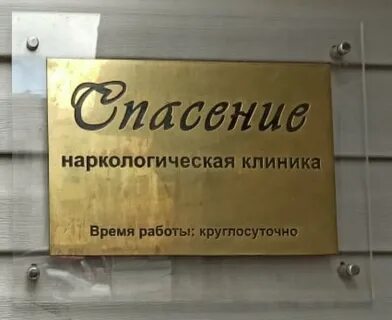 Спасение
наркологическая клиника
Время работы: круглосуточно